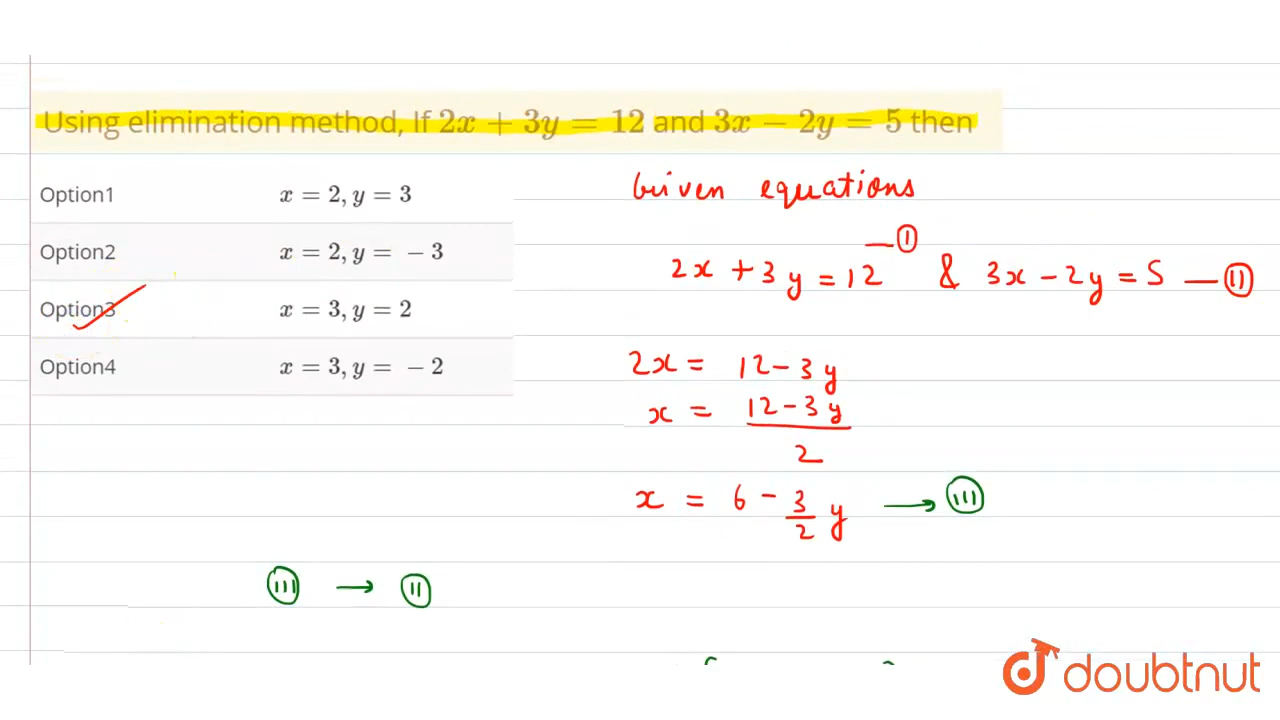 Using elimination method, If 2x + 3y = 12 and 3x − 2y = 5 then
Option1 x = 2, y = 3
Option2 x = 2, y = − 3
Option3 x = 3, y = 2
Option4 x = 3, y = − 2
Given equations
2x + 3y = 12 — (I) & 3x − 2y = 5 — (II)
2x = 12 − 3y
x = 12 − 3y
2
x = 6 − 3/2 y → (III)
(III) → (II)
doubtnut